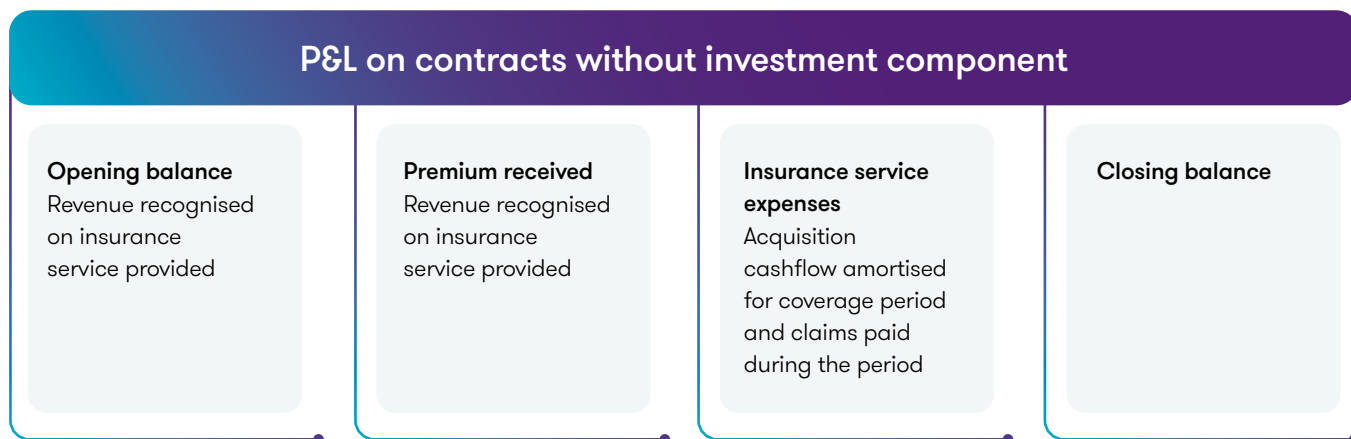 P&L on contracts without investment component
Opening balance
Revenue recognised
on insurance
service provided
Premium received
Revenue recognised
on insurance
service provided
Insurance service
expenses
Acquisition
cashflow amortised
for coverage period
and claims paid
during the period
Closing balance